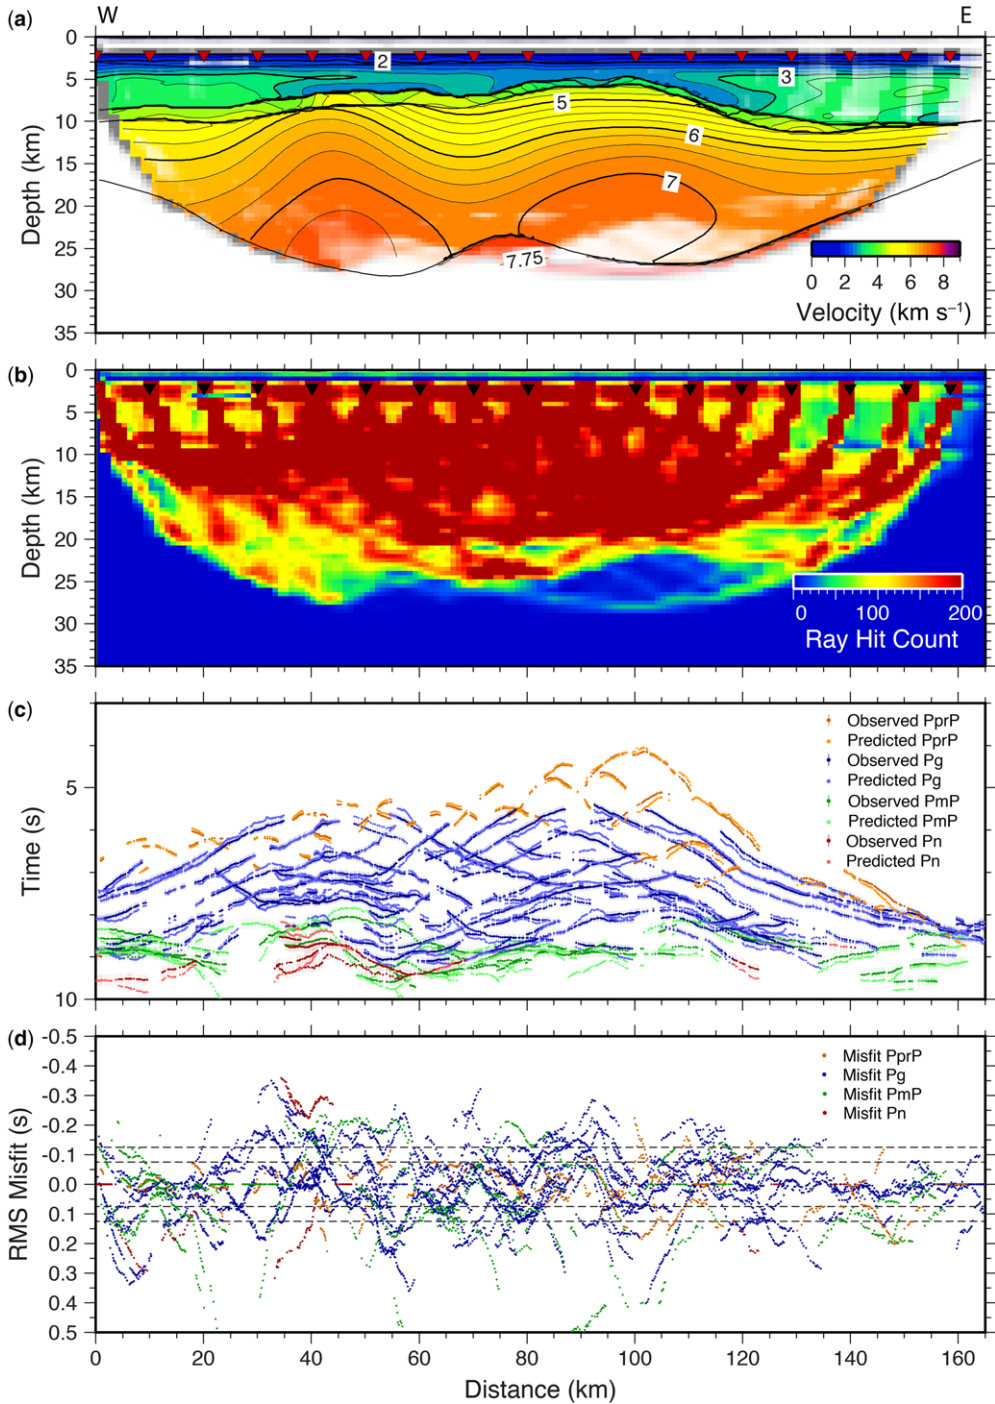 (a) W E
0
5
10
15
20
25
30
35
Depth (km)
2
3
5
6
7
7.75
0 2 4 6 8
Velocity (km s⁻¹)
(b)
0
5
10
15
20
25
30
35
Depth (km)
0 100 200
Ray Hit Count
(c)
5
10
Time (s)
Observed PprP
Predicted PprP
Observed Pg
Predicted Pg
Observed PmP
Predicted PmP
Observed Pn
Predicted Pn
(d)
-0.5
-0.4
-0.3
-0.2
-0.1
0.0
0.1
0.2
0.3
0.4
0.5
RMS Misfit (s)
Misfit PprP
Misfit Pg
Misfit PmP
Misfit Pn
0 20 40 60 80 100 120 140 160
Distance (km)